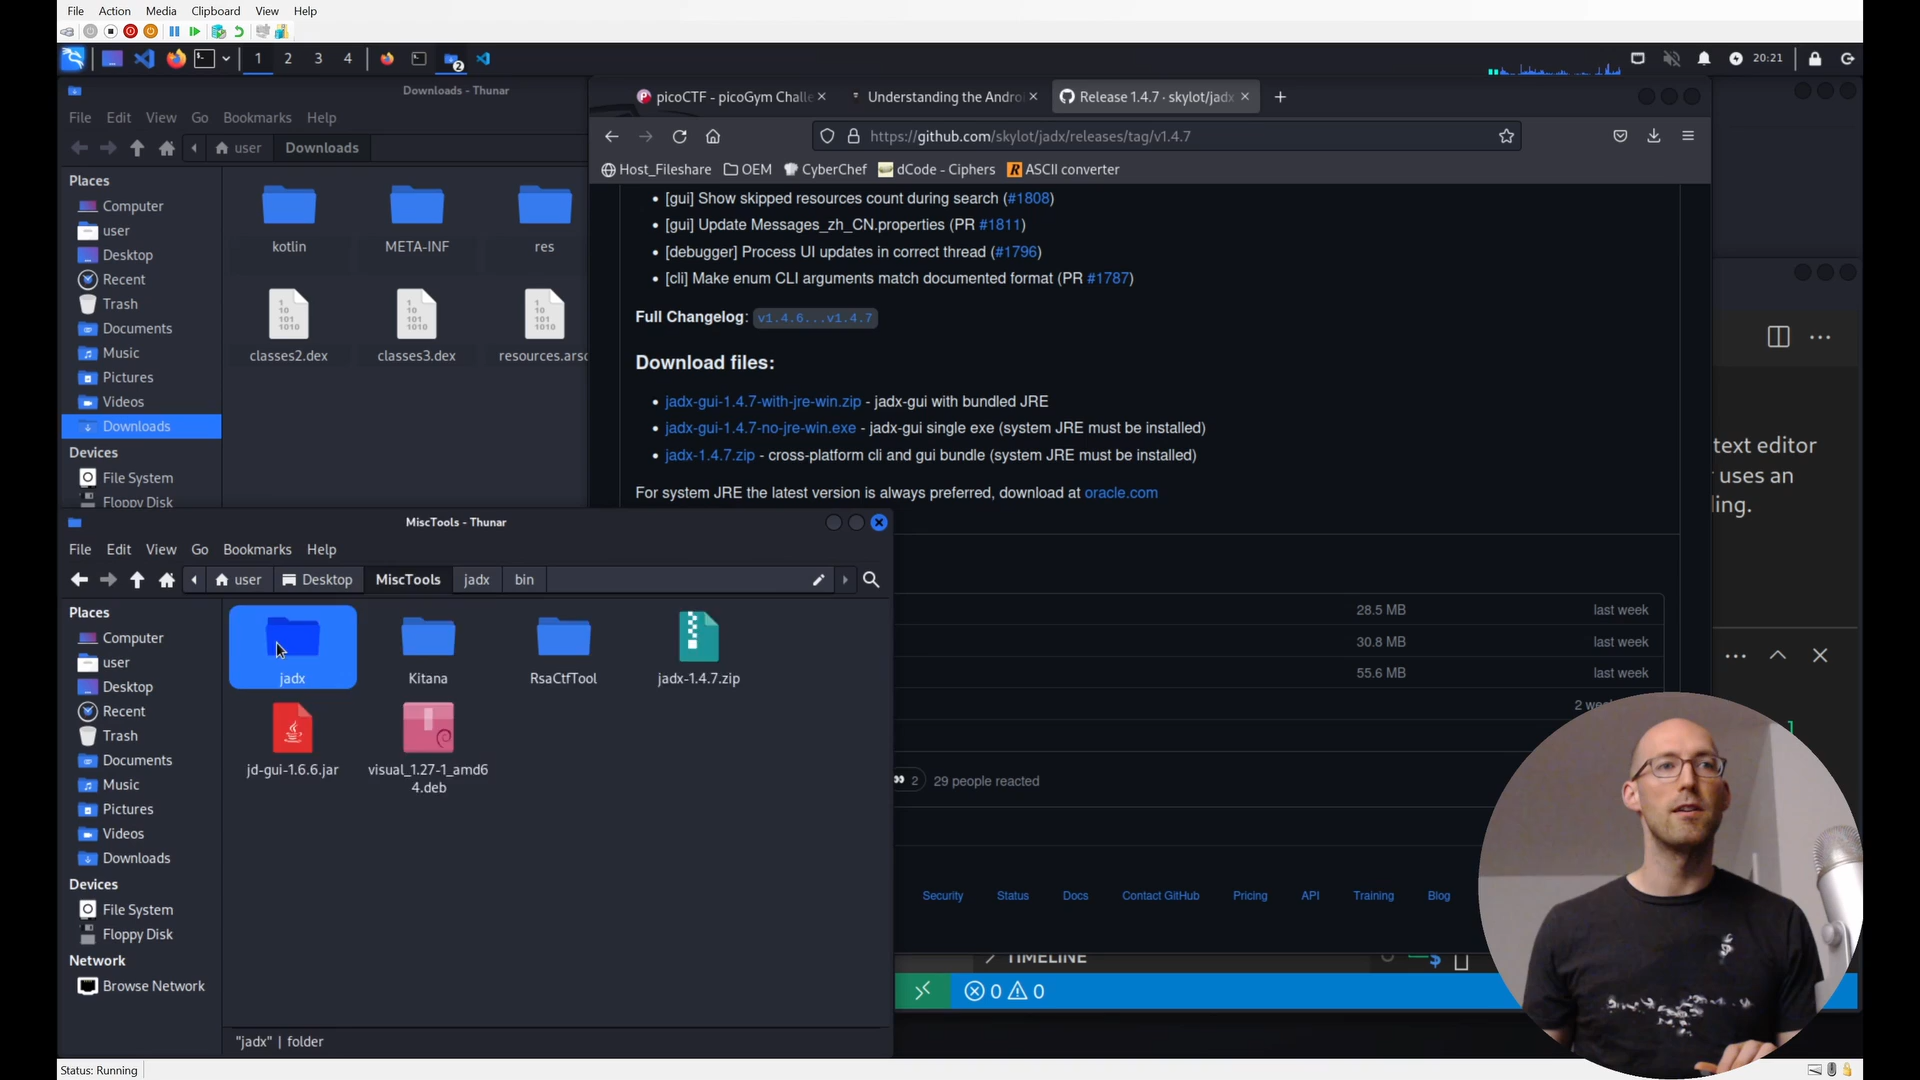 File Action Media Clipboard View Help
1 2 3 4 2 20:21
Downloads - Thunar
File Edit View Go Bookmarks Help
user Downloads
Places
Computer
user
Desktop
Recent
Trash
Documents
Music
Pictures
Videos
Downloads
Devices
File System
Floppy Disk
kotlin META-INF res
classes2.dex classes3.dex resources.arsc
picoCTF - picoGym Challe
Understanding the Andro
Release 1.4.7 · skylot/jadx
https://github.com/skylot/jadx/releases/tag/v1.4.7
Host_Fileshare OEM CyberChef dCode - Ciphers ASCII converter
[gui] Show skipped resources count during search (#1808)
[gui] Update Messages_zh_CN.properties (PR #1811)
[debugger] Process UI updates in correct thread (#1796)
[cli] Make enum CLI arguments match documented format (PR #1787)
Full Changelog: v1.4.6...v1.4.7
Download files:
jadx-gui-1.4.7-with-jre-win.zip - jadx-gui with bundled JRE
jadx-gui-1.4.7-no-jre-win.exe - jadx-gui single exe (system JRE must be installed)
jadx-1.4.7.zip - cross-platform cli and gui bundle (system JRE must be installed)
For system JRE the latest version is always preferred, download at oracle.com
28.5 MB last week
30.8 MB last week
55.6 MB last week
2
2 29 people reacted
Security Status Docs Contact GitHub Pricing API Training Blog
text editor
uses an
ling.
TIMELINE
$
0 0
MiscTools - Thunar
File Edit View Go Bookmarks Help
user Desktop MiscTools jadx bin
Places
Computer
user
Desktop
Recent
Trash
Documents
Music
Pictures
Videos
Downloads
Devices
File System
Floppy Disk
Network
Browse Network
jadx Kitana RsaCtfTool jadx-1.4.7.zip
jd-gui-1.6.6.jar visual_1.27-1_amd6
4.deb
"jadx" | folder
Status: Running